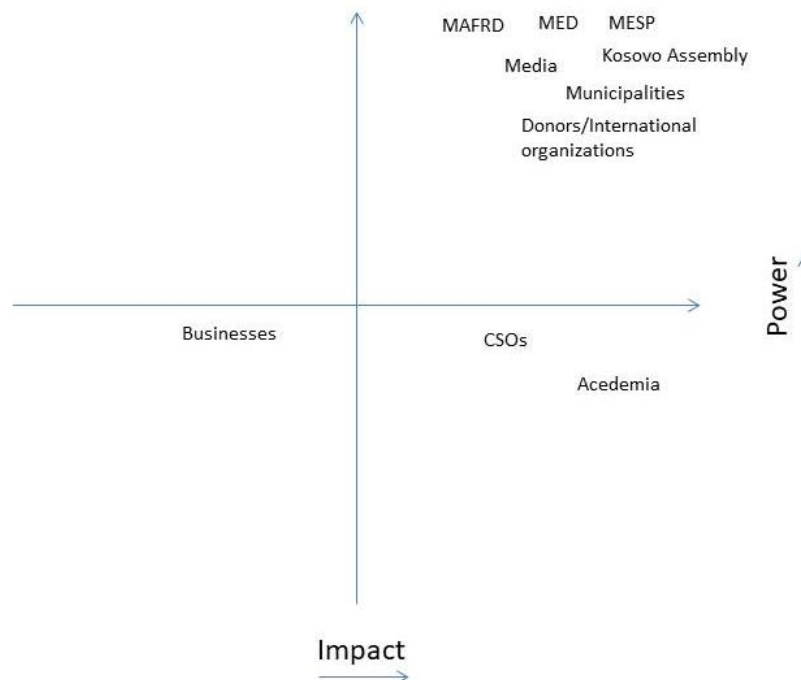 MAFRD MED MESP
Kosovo Assembly
Media
Municipalities
Donors/International
organizations
Power
Businesses
CSOs
Acedemia
Impact